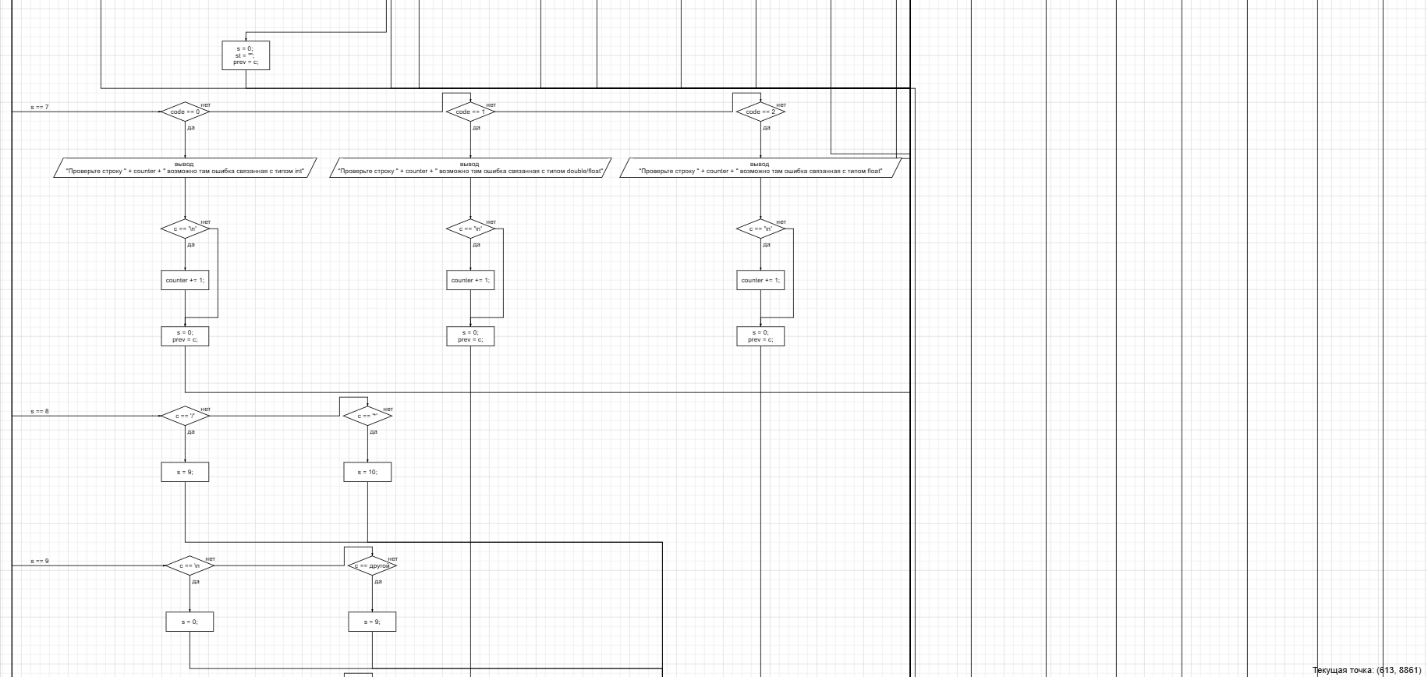 s = 0;
st = "";
prev = c;
s == 7
code == 0
нет
code == 1
нет
code == 2
нет
да
да
да
вывод
"Проверьте строку " + counter + " возможно там ошибка связанная с типом int"
вывод
"Проверьте строку " + counter + " возможно там ошибка связанная с типом double/float"
вывод
"Проверьте строку " + counter + " возможно там ошибка связанная с типом float"
c == '\n'
нет
c == '\n'
нет
c == '\n'
нет
да
да
да
counter += 1;
counter += 1;
counter += 1;
s = 0;
prev = c;
s = 0;
prev = c;
s = 0;
prev = c;
s == 8
c == '/'
нет
c == '*'
нет
да
да
s = 9;
s = 10;
s == 9
c == \n
нет
c == другой
нет
да
да
s = 0;
s = 9;
Текущая точка: (613, 8861)